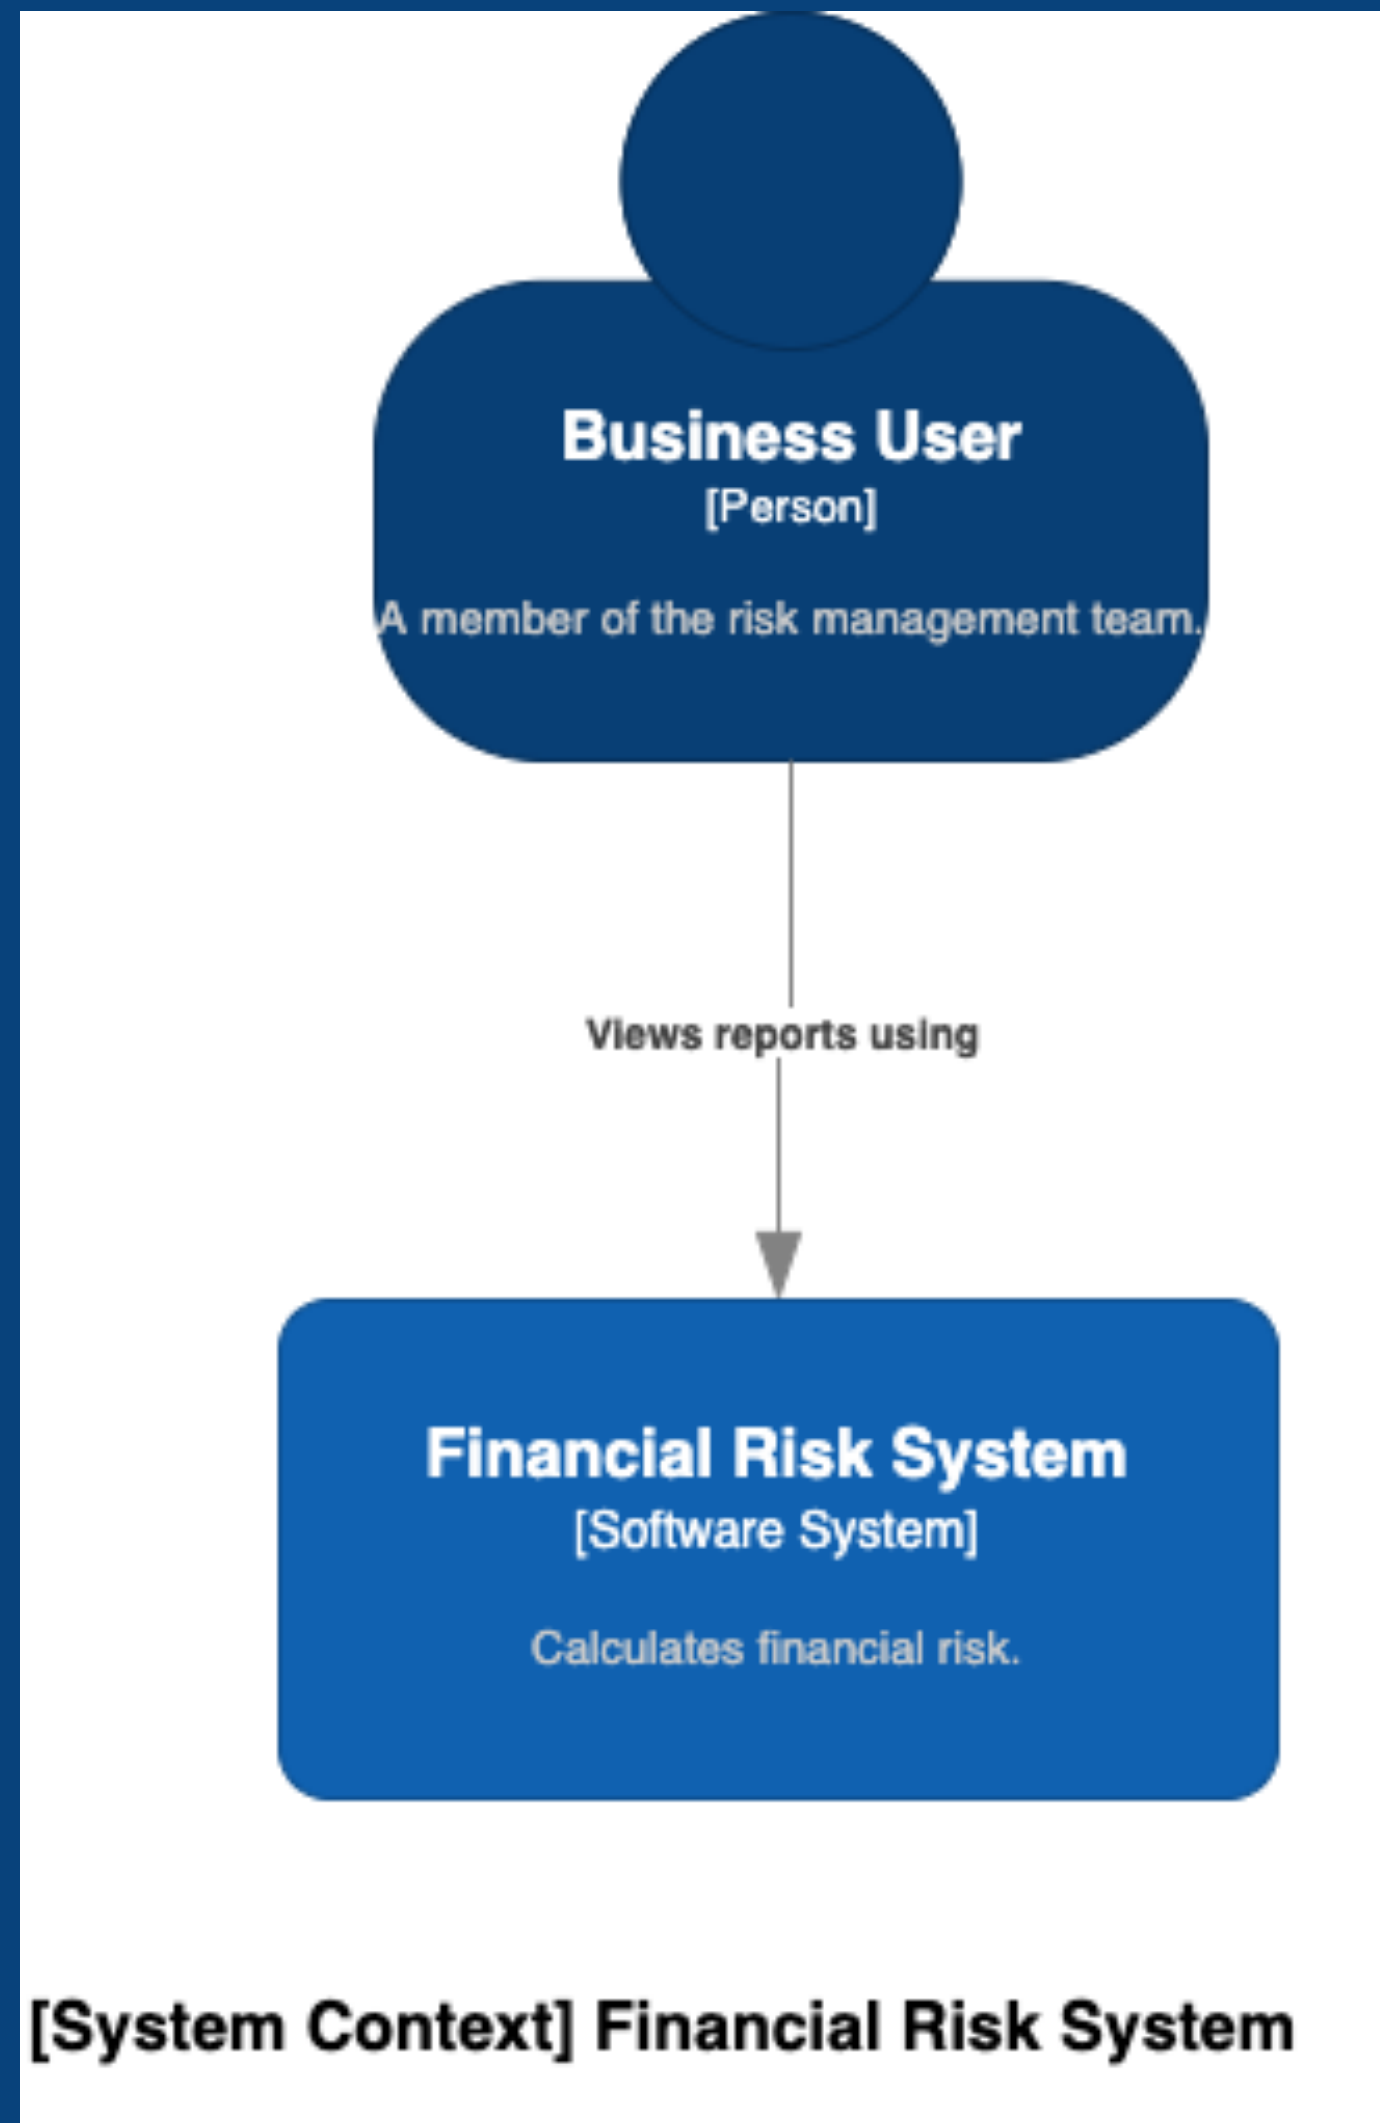 Business User
[Person]
A member of the risk management team.
Views reports using
Financial Risk System
[Software System]
Calculates financial risk.
[System Context] Financial Risk System